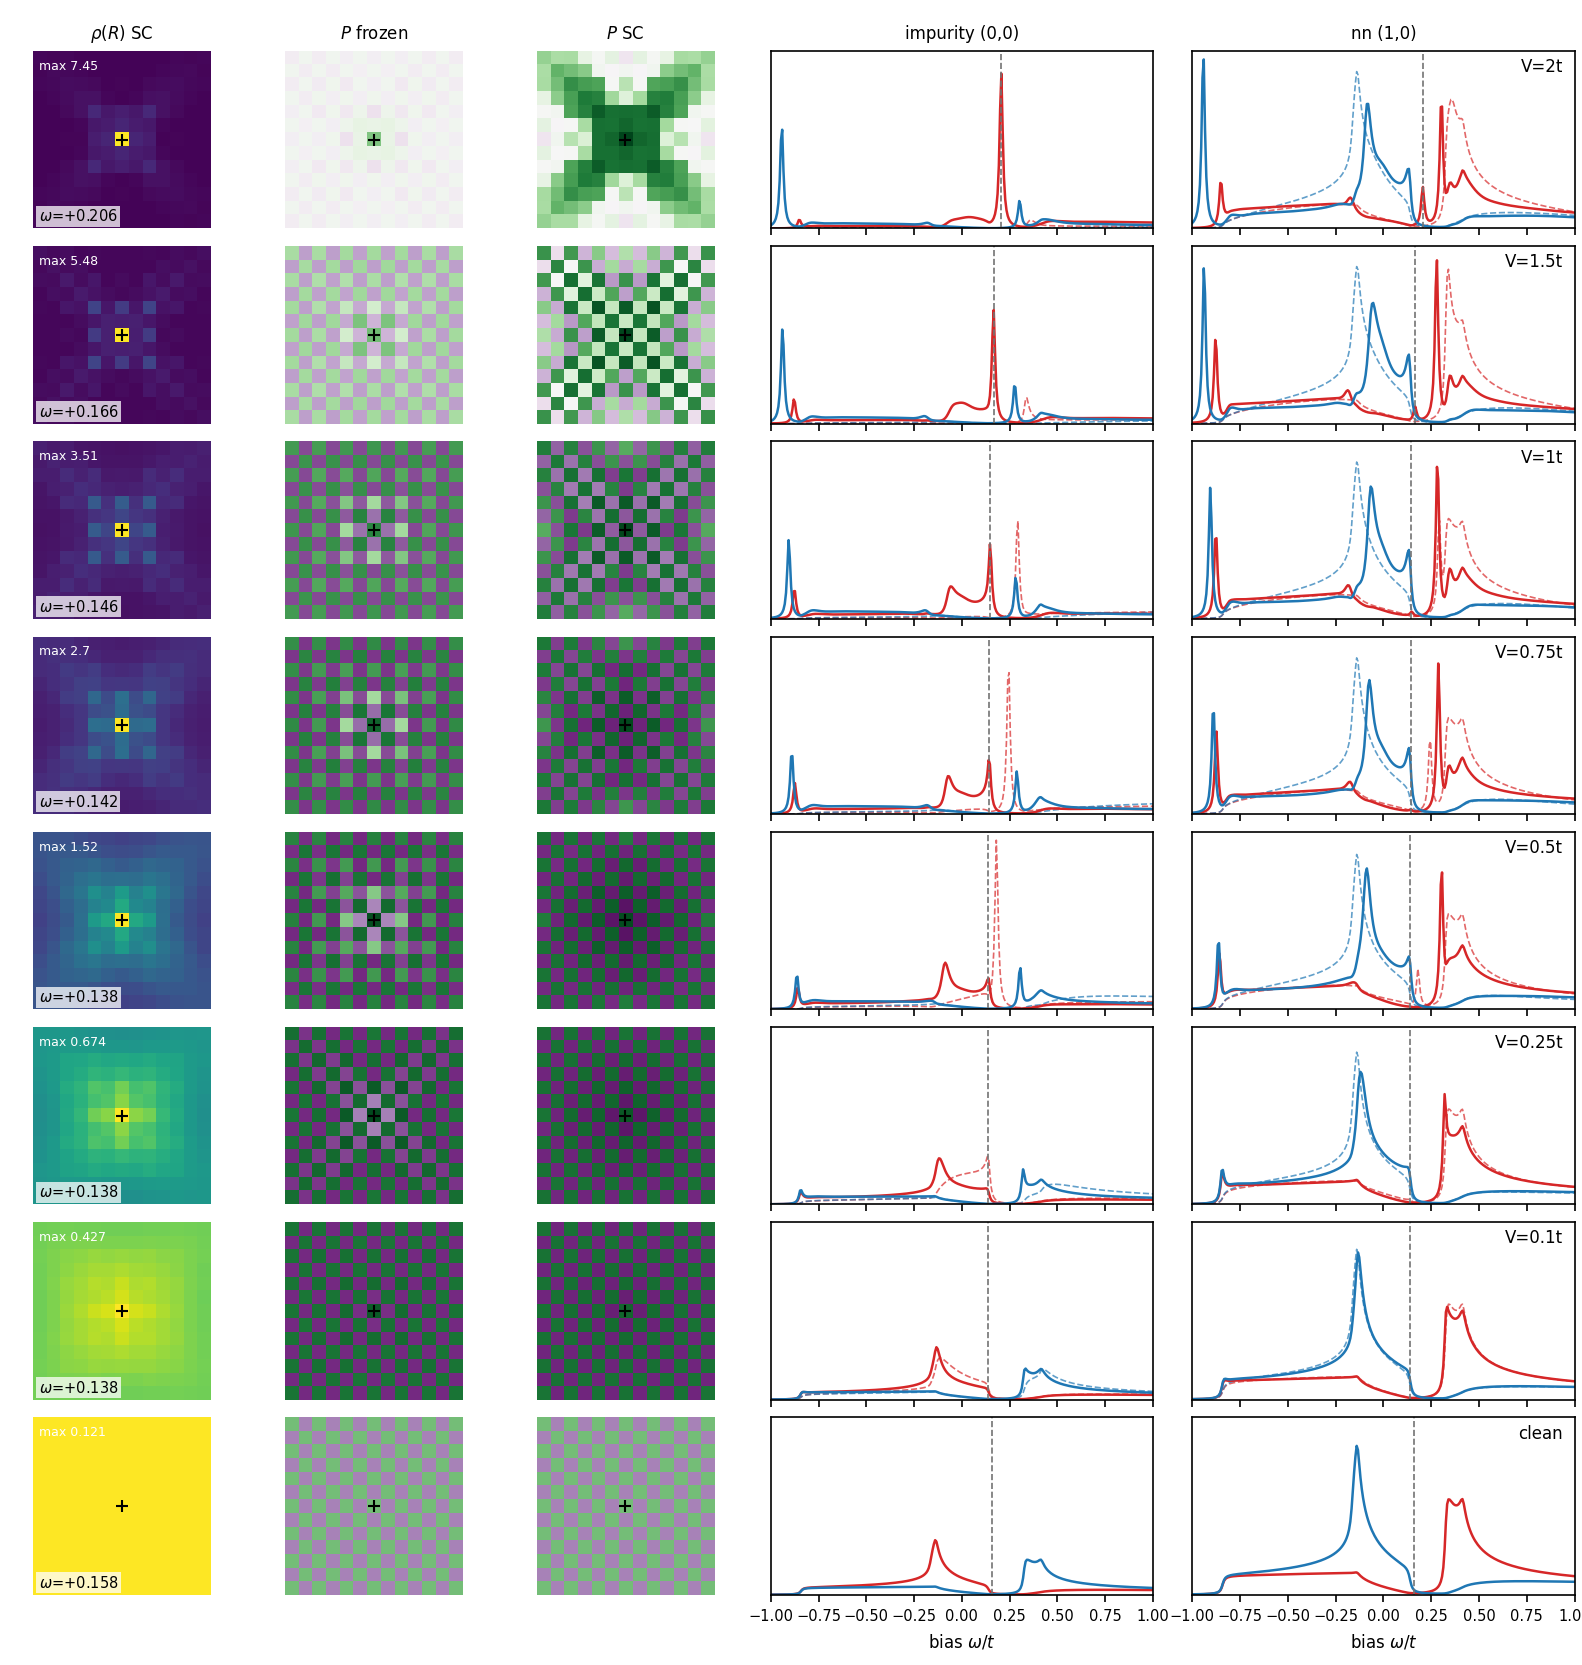 ρ(R) SC P frozen P SC impurity (0,0) nn (1,0)
max 7.45 V=2t
ω=+0.206
max 5.48 V=1.5t
ω=+0.166
max 3.51 V=1t
ω=+0.146
max 2.7 V=0.75t
ω=+0.142
max 1.52 V=0.5t
ω=+0.138
max 0.674 V=0.25t
ω=+0.138
max 0.427 V=0.1t
ω=+0.138
max 0.121 clean
ω=+0.158
−1.00 −0.75 −0.50 −0.25 0.00 0.25 0.50 0.75 1.00 −1.00 −0.75 −0.50 −0.25 0.00 0.25 0.50 0.75 1.0
bias ω/t bias ω/t